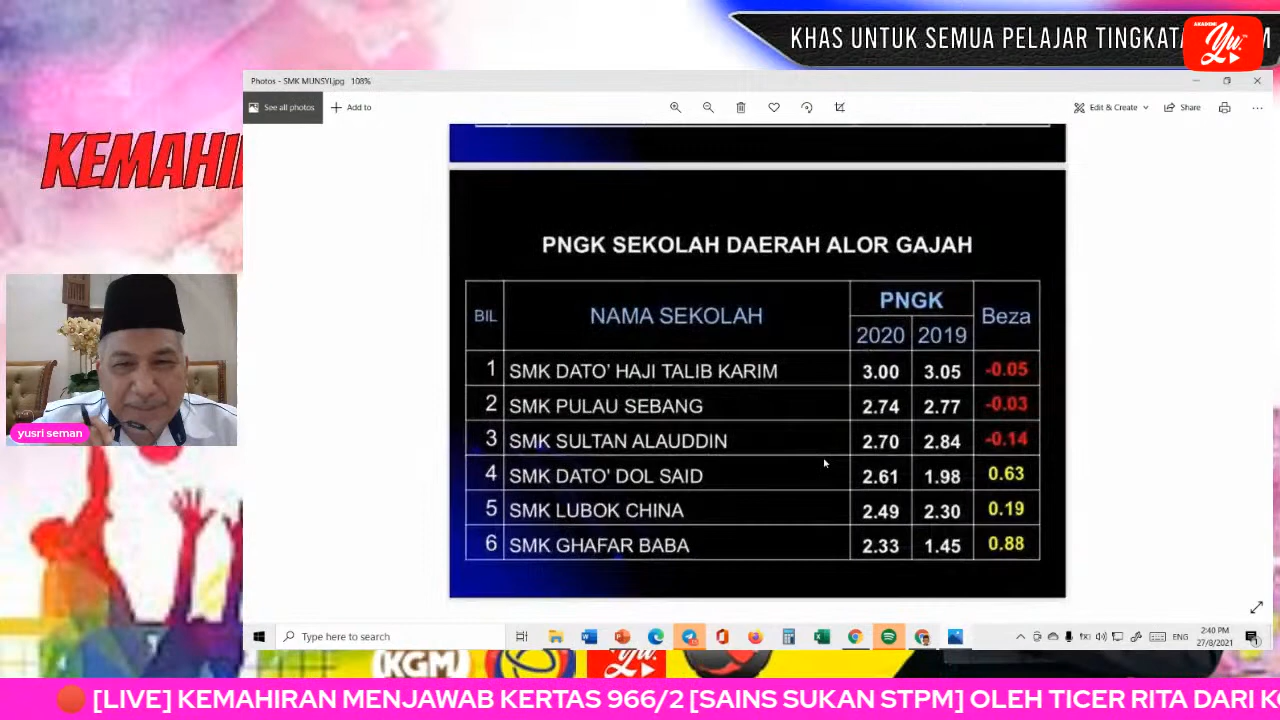 KHAS UNTUK SEMUA PELAJAR TINGKATA
AKADEMI
Yu.
M
Photos - SMK MUNSYI.jpg 108%
See all photos
Add to
Edit & Create
Share
KEMAHI
PNGK SEKOLAH DAERAH ALOR GAJAH
BIL NAMA SEKOLAH PNGK Beza
2020 2019
1 SMK DATO' HAJI TALIB KARIM 3.00 3.05 -0.05
2 SMK PULAU SEBANG 2.74 2.77 -0.03
3 SMK SULTAN ALAUDDIN 2.70 2.84 -0.14
4 SMK DATO' DOL SAID 2.61 1.98 0.63
5 SMK LUBOK CHINA 2.49 2.30 0.19
6 SMK GHAFAR BABA 2.33 1.45 0.88
yusri seman
Type here to search
ENG
2:40 PM
27/8/2021
(KGM)
🔴 [LIVE] KEMAHIRAN MENJAWAB KERTAS 966/2 [SAINS SUKAN STPM] OLEH TICER RITA DARI K